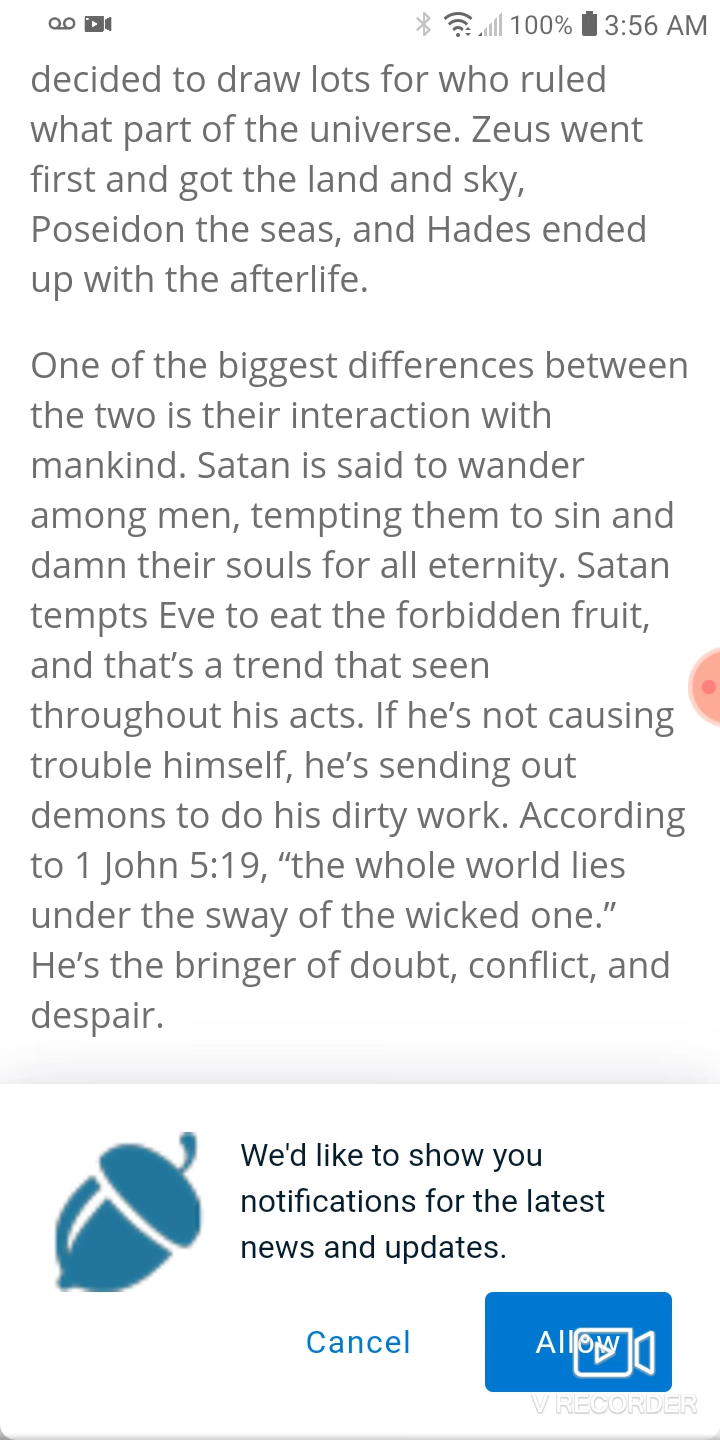 100% 3:56 AM
decided to draw lots for who ruled
what part of the universe. Zeus went
first and got the land and sky,
Poseidon the seas, and Hades ended
up with the afterlife.
One of the biggest differences between
the two is their interaction with
mankind. Satan is said to wander
among men, tempting them to sin and
damn their souls for all eternity. Satan
tempts Eve to eat the forbidden fruit,
and that’s a trend that seen
throughout his acts. If he’s not causing
trouble himself, he’s sending out
demons to do his dirty work. According
to 1 John 5:19, “the whole world lies
under the sway of the wicked one.”
He’s the bringer of doubt, conflict, and
despair.
We'd like to show you
notifications for the latest
news and updates.
Cancel Allow
V RECORDER